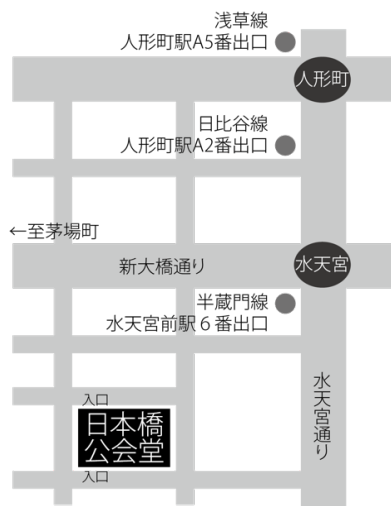 浅草線
人形町駅A5番出口
人形町
日比谷線
人形町駅A2番出口
←至茅場町
新大橋通り
水天宮
半蔵門線
水天宮前駅６番出口
水天宮通り
入口
日本橋
公会堂
入口